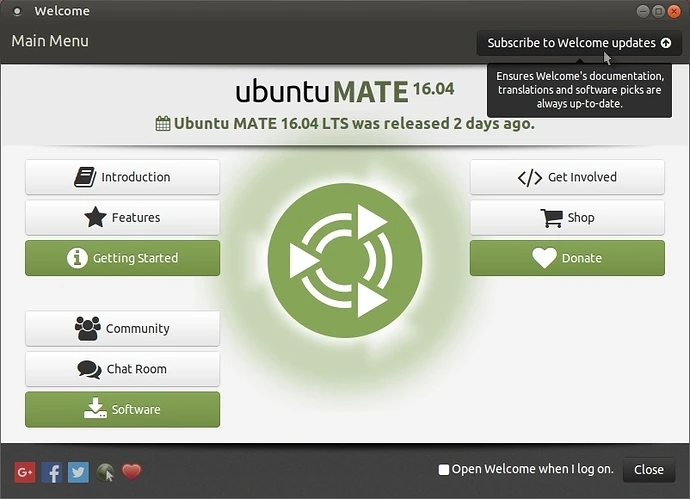 Welcome
Main Menu
Subscribe to Welcome updates
Ensures Welcome's documentation,
translations and software picks are
always up-to-date.
ubuntu MATE 16.04
Ubuntu MATE 16.04 LTS was released 2 days ago.
Introduction
Features
Getting Started
Community
Chat Room
Software
Get Involved
Shop
Donate
Open Welcome when I log on.
Close